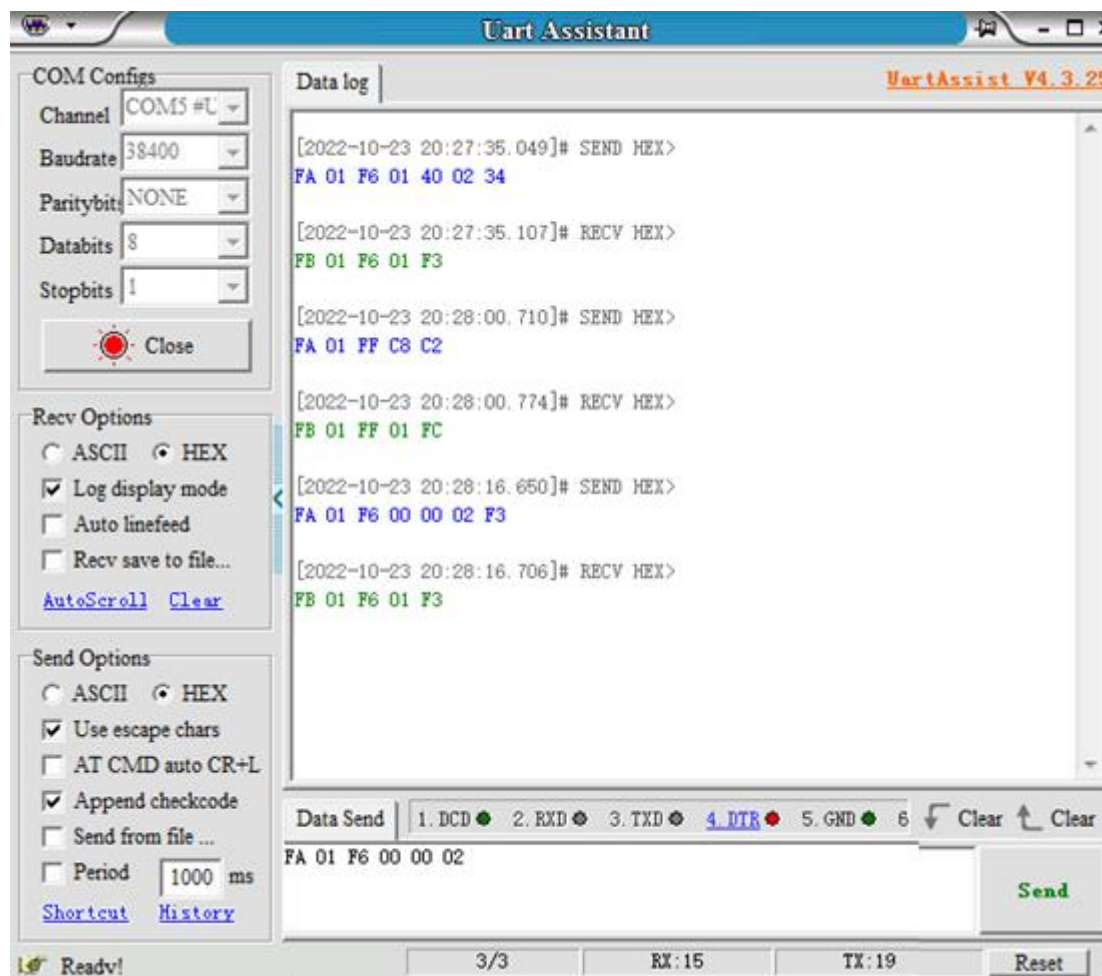 Uart Assistant
COM Configs
Channel COM5 #U
Baudrate 38400
Paritybits NONE
Databits 8
Stopbits 1
Close
Recv Options
ASCII HEX
Log display mode
Auto linefeed
Recv save to file...
AutoScroll Clear
Send Options
ASCII HEX
Use escape chars
AT CMD auto CR+L
Append checkcode
Send from file ...
Period 1000 ms
Shortcut History
Data log UartAssist V4.3.25
[2022-10-23 20:27:35.049]# SEND HEX>
FA 01 F6 01 40 02 34
[2022-10-23 20:27:35.107]# RECV HEX>
FB 01 F6 01 F3
[2022-10-23 20:28:00.710]# SEND HEX>
FA 01 FF C8 C2
[2022-10-23 20:28:00.774]# RECV HEX>
FB 01 FF 01 FC
[2022-10-23 20:28:16.650]# SEND HEX>
FA 01 F6 00 00 02 F3
[2022-10-23 20:28:16.706]# RECV HEX>
FB 01 F6 01 F3
Data Send 1. DCD 2. RXD 3. TXD 4. DTR 5. GND 6 Clear Clear
FA 01 F6 00 00 02
Send
Ready! 3/3 RX:15 TX:19 Reset